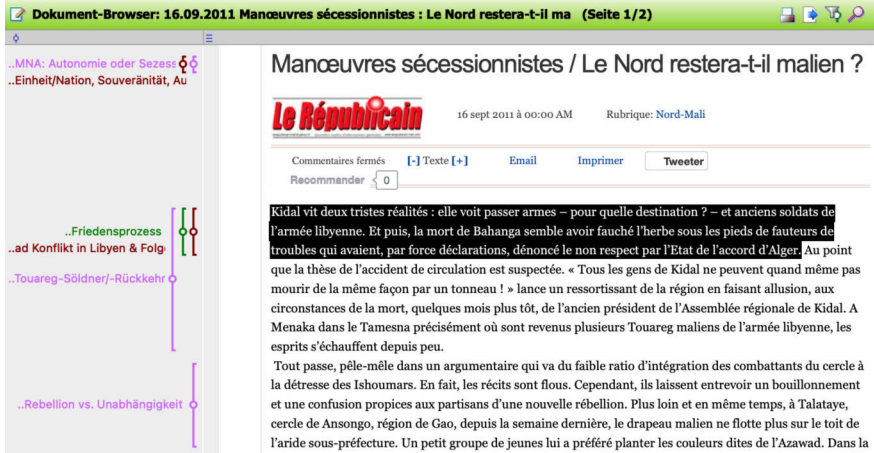 Dokument-Browser: 16.09.2011 Manœuvres sécessionnistes : Le Nord restera-t-il ma (Seite 1/2)
..MNA: Autonomie oder Sezess
..Einheit/Nation, Souveränität, Au
Manœuvres sécessionnistes / Le Nord restera-t-il malien ?
Le Républicain
16 sept 2011 à 00:00 AM Rubrique: Nord-Mali
Commentaires fermés [-] Texte [+] Email Imprimer Tweeter
Recommander 0
..Friedensprozess
..ad Konflikt in Libyen & Folg
..Touareg-Söldner/-Rückkehr
..Rebellion vs. Unabhängigkeit
Kidal vit deux tristes réalités : elle voit passer armes – pour quelle destination ? – et anciens soldats de
l'armée libyenne. Et puis, la mort de Bahanga semble avoir fauché l'herbe sous les pieds de fauteurs de
troubles qui avaient, par force déclarations, dénoncé le non respect par l'Etat de l'accord d'Alger. Au point
que la thèse de l'accident de circulation est suspectée. « Tous les gens de Kidal ne peuvent quand même pas
mourir de la même façon par un tonneau ! » lance un ressortissant de la région en faisant allusion, aux
circonstances de la mort, quelques mois plus tôt, de l'ancien président de l'Assemblée régionale de Kidal. A
Menaka dans le Tamesna précisément où sont revenus plusieurs Touareg maliens de l'armée libyenne, les
esprits s'échauffent depuis peu.
Tout passe, pêle-mêle dans un argumentaire qui va du faible ratio d'intégration des combattants du cercle à
la détresse des Ishoumars. En fait, les récits sont flous. Cependant, ils laissent entrevoir un bouillonnement
et une confusion propices aux partisans d'une nouvelle rébellion. Plus loin et en même temps, à Talataye,
cercle de Ansongo, région de Gao, depuis la semaine dernière, le drapeau malien ne flotte plus sur le toit de
l'aride sous-préfecture. Un petit groupe de jeunes lui a préféré planter les couleurs dites de l'Azawad. Dans la